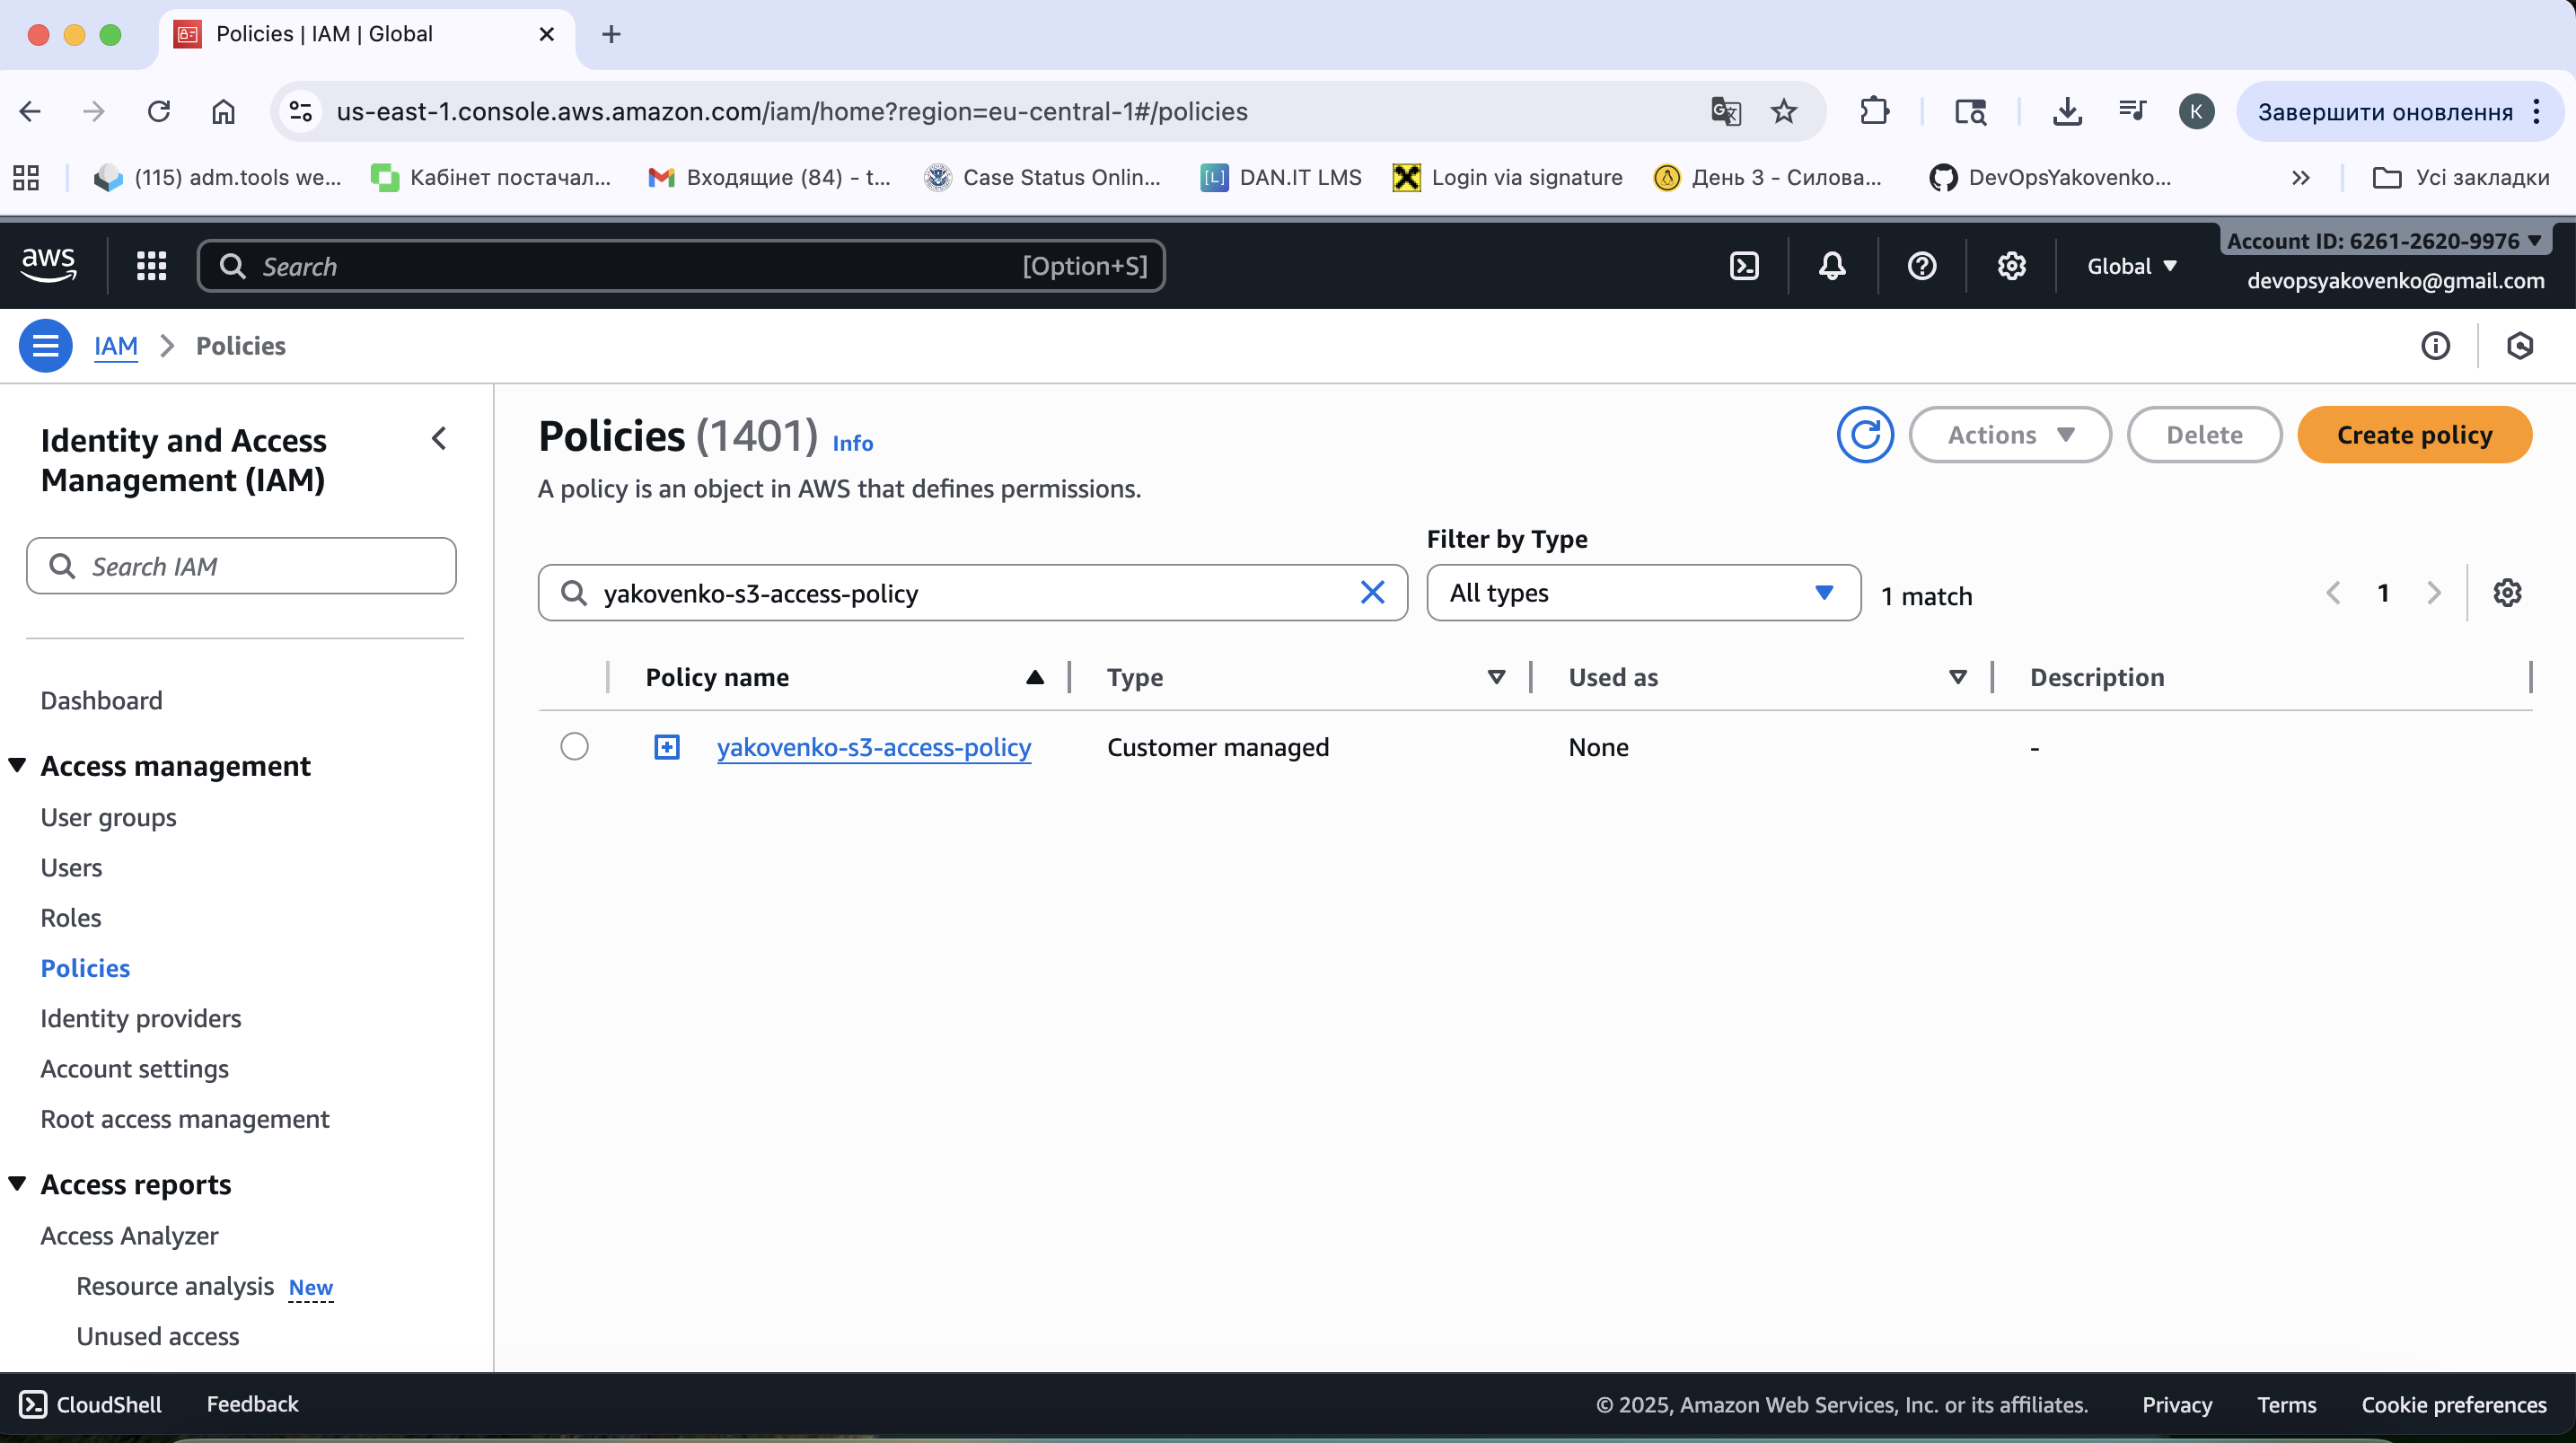 Policies | IAM | Global
us-east-1.console.aws.amazon.com/iam/home?region=eu-central-1#/policies
K
Завершити оновлення
(115) adm.tools we...
Кабінет постачал...
Входящие (84) - t...
Case Status Onlin...
[L] DAN.IT LMS
Login via signature
День 3 - Силова...
DevOpsYakovenko...
Усі закладки
aws
Search
[Option+S]
Global
Account ID: 6261-2620-9976
devopsyakovenko@gmail.com
IAM
Policies
Identity and Access
Management (IAM)
Search IAM
Dashboard
Access management
User groups
Users
Roles
Policies
Identity providers
Account settings
Root access management
Access reports
Access Analyzer
Resource analysis New
Unused access
Policies (1401) Info
Actions
Delete
Create policy
A policy is an object in AWS that defines permissions.
Filter by Type
yakovenko-s3-access-policy
All types
1 match
1
Policy name
Type
Used as
Description
yakovenko-s3-access-policy
Customer managed
None
-
CloudShell
Feedback
© 2025, Amazon Web Services, Inc. or its affiliates.
Privacy
Terms
Cookie preferences